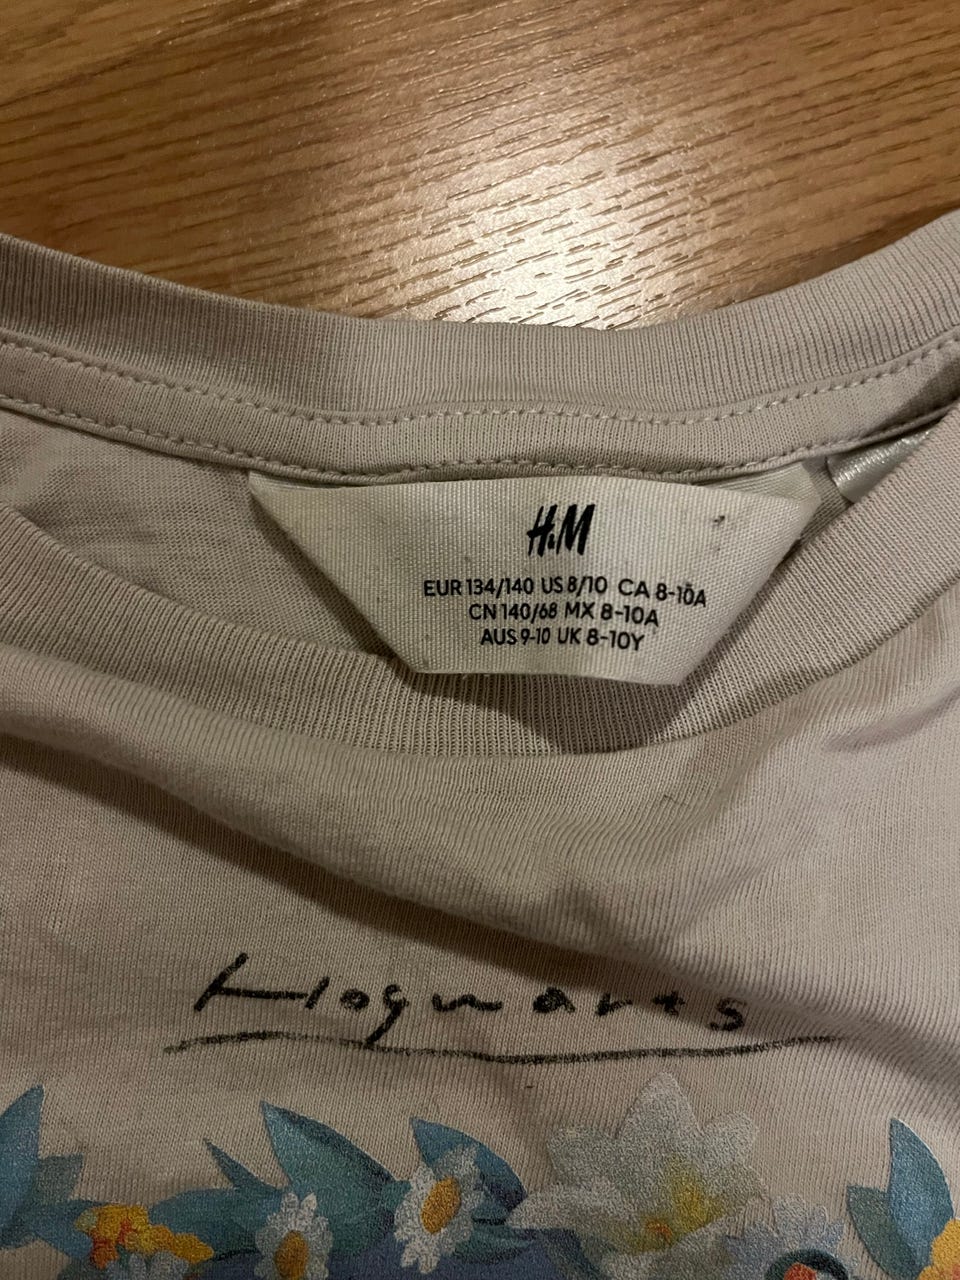 H&M
EUR 134/140 US 8/10 CA 8-10A
CN 140/68 MX 8-10A
AUS 9-10 UK 8-10Y
Hogwarts